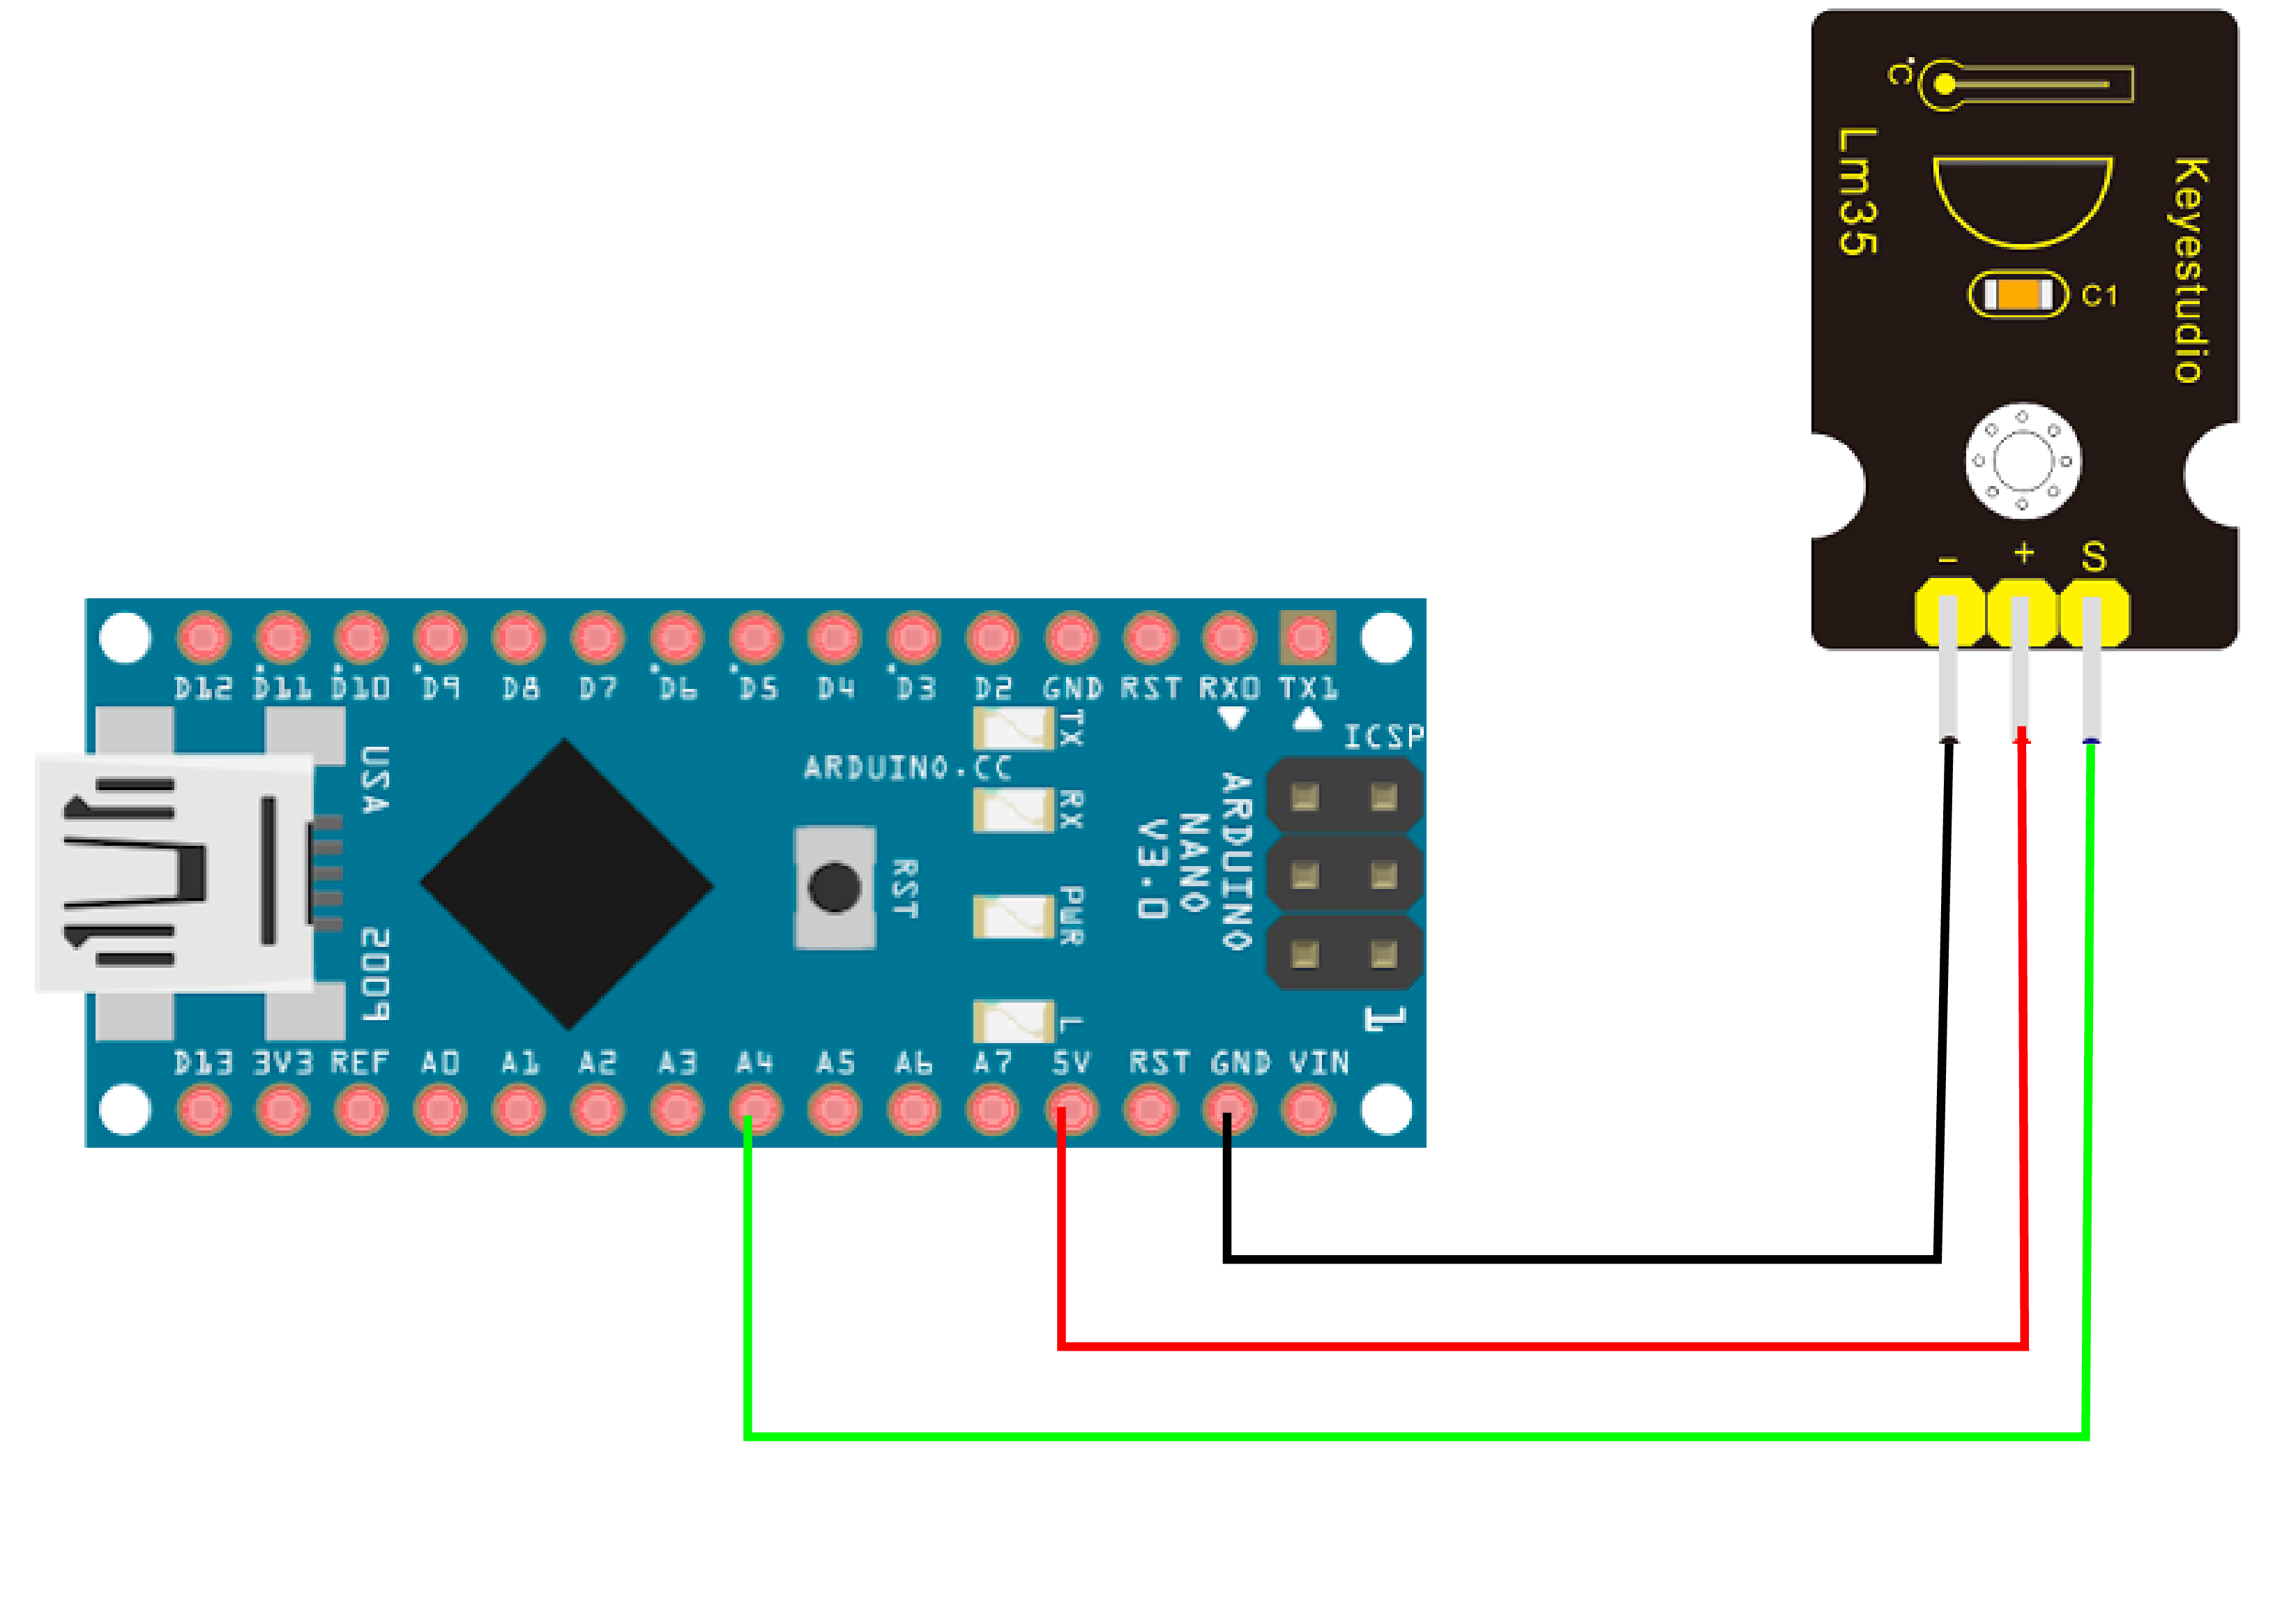 °C
Lm35
Keyestudio
C1
- + S
D12 D11 D10 D9 D8 D7 D6 D5 D4 D3 D2 GND RST RX0 TX1
TX
ICSP
USA
ARDUINO.CC
RX
ARDUINO
NANO
V3.0
RST
PWR
2009
L
1
D13 3V3 REF A0 A1 A2 A3 A4 A5 A6 A7 5V RST GND VIN